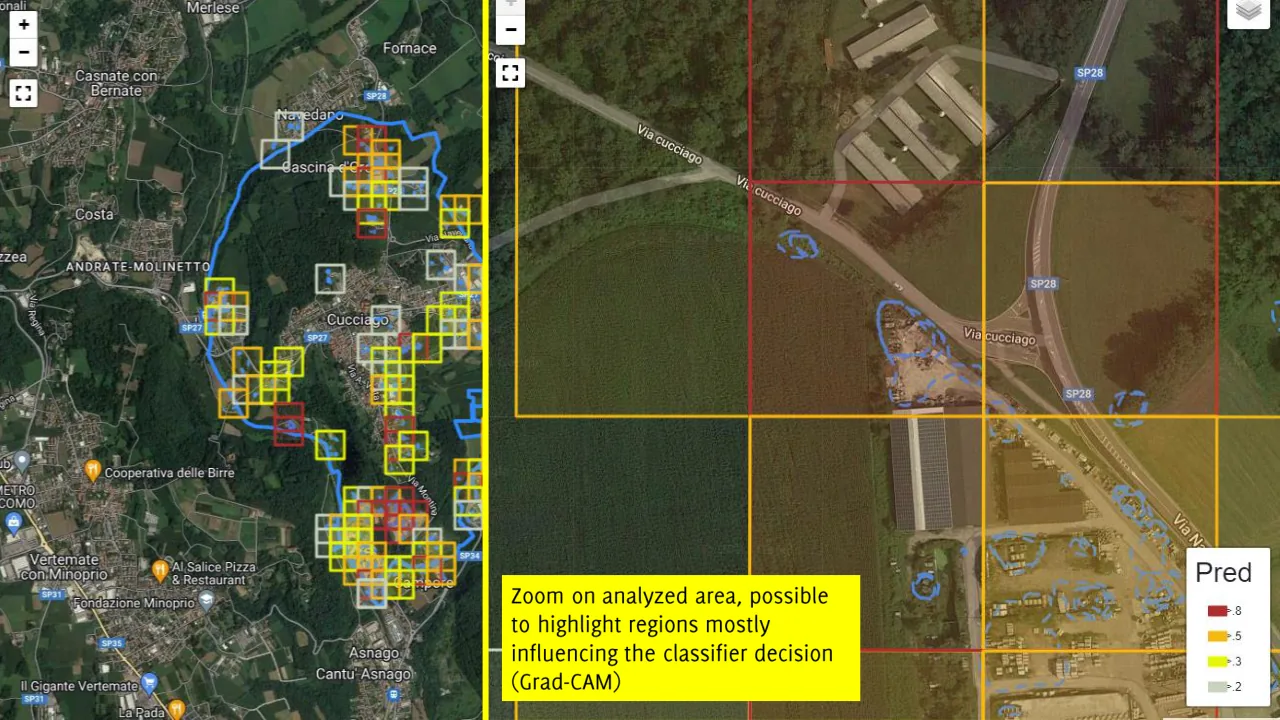 Merlese
+
−
Fornace
Casnate con
Bernate
SP28
Navedano
Costa
ANDRATE-MOLINETTO
SP27
Cucciago
SP27
Via Regina
Cooperativa delle Birre
Via Montina
Vertemate
con Minoprio
Al Salice Pizza
& Restaurant
SP34
SP31
Fondazione Minoprio
SP35
Asnago
Cantu-Asnago
Il Gigante Vertemate
SP31
La Pada
−
SP28
Via cucciago
Via cucciago
SP28
Via cucciago
SP28
Zoom on analyzed area, possible
to highlight regions mostly
influencing the classifier decision
(Grad-CAM)
Pred
>.8
>.5
>.3
>.2